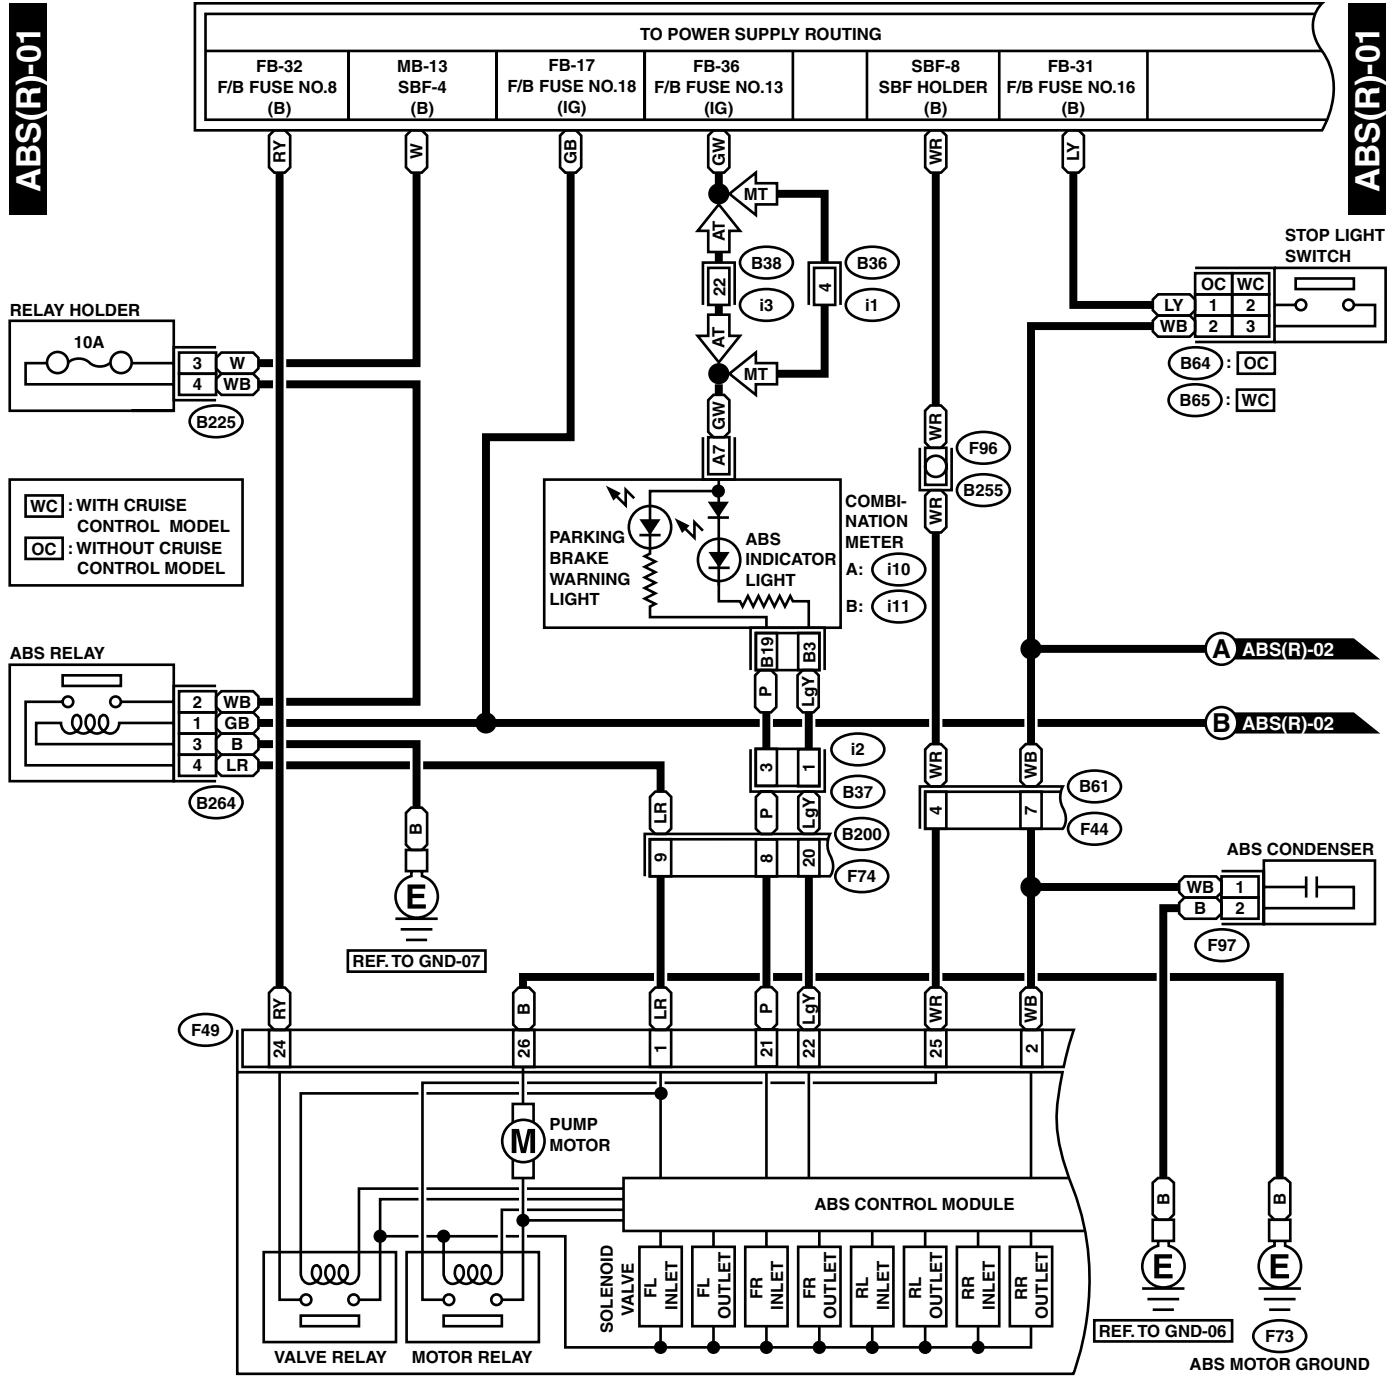 ABS(R)-01
ABS(R)-01
TO POWER SUPPLY ROUTING
FB-32
F/B FUSE NO.8
(B)
MB-13
SBF-4
(B)
FB-17
F/B FUSE NO.18
(IG)
FB-36
F/B FUSE NO.13
(IG)
SBF-8
SBF HOLDER
(B)
FB-31
F/B FUSE NO.16
(B)
RY
W
GB
GW
WR
LY
MT
AT
B38
22
i3
B36
4
i1
AT
MT
GW
A7
STOP LIGHT
SWITCH
OC WC
LY 1 2
WB 2 3
B64 : OC
B65 : WC
RELAY HOLDER
10A
3 W
4 WB
B225
WC : WITH CRUISE
CONTROL MODEL
OC : WITHOUT CRUISE
CONTROL MODEL
WR
F96
B255
WR
PARKING
BRAKE
WARNING
LIGHT
ABS
INDICATOR
LIGHT
COMBI-
NATION
METER
A: i10
B: i11
B19
B3
P
LgY
A ABS(R)-02
B ABS(R)-02
ABS RELAY
2 WB
1 GB
3 B
4 LR
B264
B
E
REF. TO GND-07
i2
3
1
B37
LR
P
LgY
B200
9
8
20
F74
WR
WB
B61
4
7
F44
ABS CONDENSER
WB 1
B 2
F97
F49
RY
B
LR
P
LgY
WR
WB
24
26
1
21
22
25
2
M
PUMP
MOTOR
ABS CONTROL MODULE
SOLENOID
VALVE
FL
INLET
FL
OUTLET
FR
INLET
FR
OUTLET
RL
INLET
RL
OUTLET
RR
INLET
RR
OUTLET
VALVE RELAY
MOTOR RELAY
B
E
REF. TO GND-06
B
E
F73
ABS MOTOR GROUND